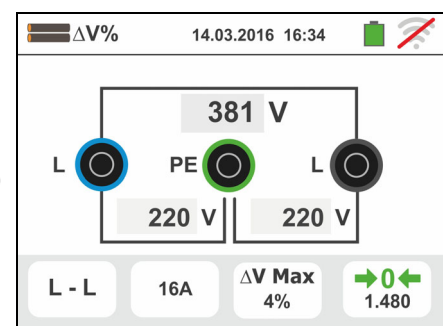 ΔV% 14.03.2016 16:34
381 V
L PE L
220 V 220 V
L - L 16A ΔV Max 4% →0← 1.480